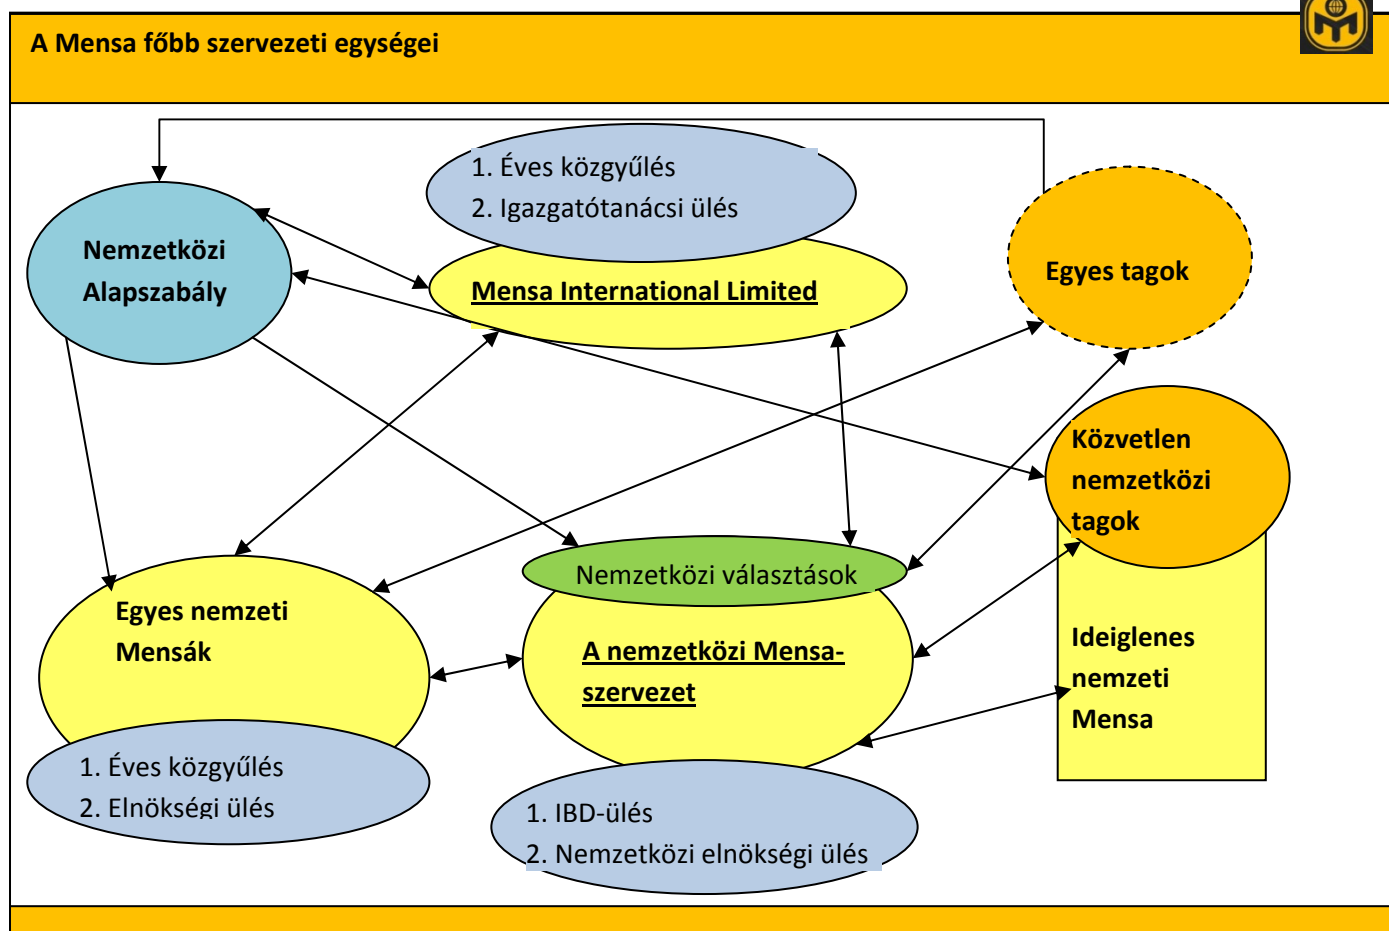 A Mensa főbb szervezeti egységei
1. Éves közgyűlés
2. Igazgatótanácsi ülés
Nemzetközi
Alapszabály
Mensa International Limited
Egyes tagok
Közvetlen
nemzetközi
tagok
Nemzetközi választások
Egyes nemzeti
Mensák
A nemzetközi Mensa-
szervezet
Ideiglenes
nemzeti
Mensa
1. Éves közgyűlés
2. Elnökségi ülés
1. IBD-ülés
2. Nemzetközi elnökségi ülés